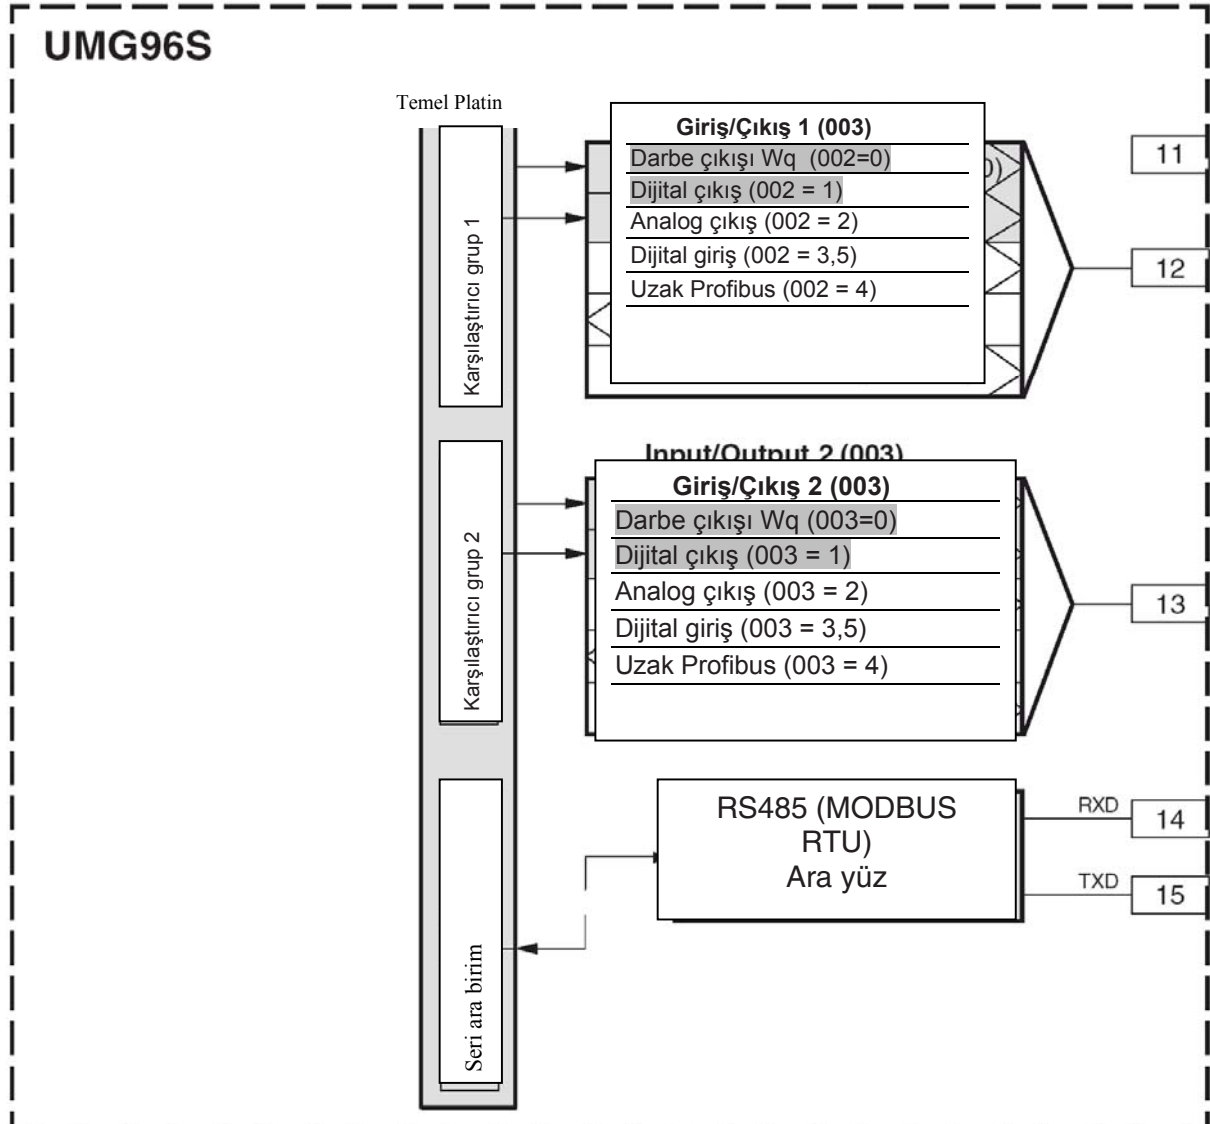 UMG96S
Temel Platin
Karşılaştırıcı grup 1
Giriş/Çıkış 1 (003)
Darbe çıkışı Wq (002=0)
Dijital çıkış (002 = 1)
Analog çıkış (002 = 2)
Dijital giriş (002 = 3,5)
Uzak Profibus (002 = 4)
11
12
Karşılaştırıcı grup 2
Input/Output 2 (003)
Giriş/Çıkış 2 (003)
Darbe çıkışı Wq (003=0)
Dijital çıkış (003 = 1)
Analog çıkış (003 = 2)
Dijital giriş (003 = 3,5)
Uzak Profibus (003 = 4)
13
Seri ara birim
RS485 (MODBUS
RTU)
Ara yüz
RXD
14
TXD
15